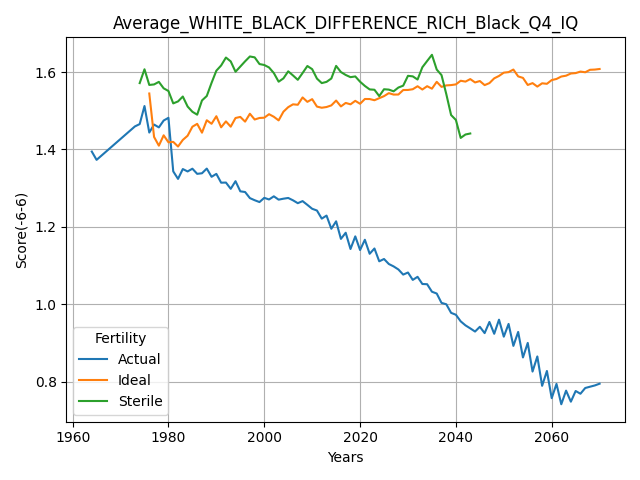 Average_WHITE_BLACK_DIFFERENCE_RICH_Black_Q4_IQ
Score(-6-6)
1.6
1.4
1.2
1.0
0.8
Fertility
Actual
Ideal
Sterile
1960 1980 2000 2020 2040 2060
Years